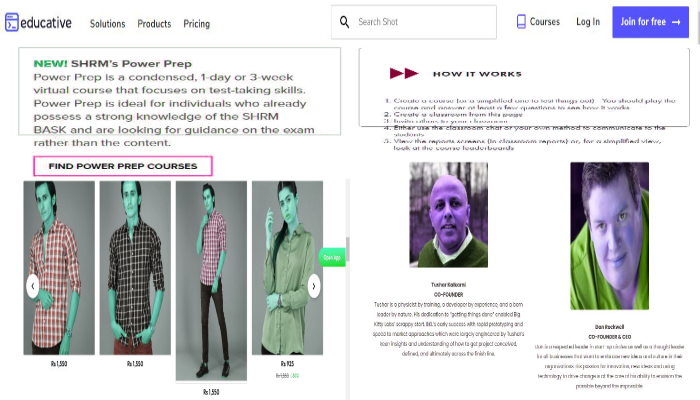 educative
Solutions Products Pricing
Search Shot
Courses Log In Join for free →
NEW! SHRM's Power Prep
Power Prep is a condensed, 1-day or 3-week
virtual course that focuses on test-taking skills.
Power Prep is ideal for individuals who already
possess a strong knowledge of the SHRM
BASK and are looking for guidance on the exam
rather than the content.
FIND POWER PREP COURSES
HOW IT WORKS
1. Create a course (or a simplified one to test things out) You should play the
course and answer at least a few questions to see how it works.
2. Create a classroom from this page
3. Invite others to your classroom
4. Either use the classroom chat or your own method to communicate to the
students
5. View the reports screens (in classroom reports) or, for a simplified view,
look at the course leaderboards
Open app
Rs 1,550
Rs 1,550
Rs 1,550
Rs 925
Tushar Kulkarni
CO-FOUNDER
Tushar is a physicist by training, a developer by experience, and a born
leader by nature. His dedication to "getting things done" enabled Big
Kitty Labs' scrappy start. BKL's early success with rapid prototyping and
speed to market approaches which were largely engineered by Tushar's
keen insights and understanding of how to get project conceived,
defined, and ultimately across the finish line.
Dan Rockwell
CO-FOUNDER & CEO
Dan is a respected leader in start-up circles as well as a thought leader
for all businesses that want to embrace new ideas and culture in their
organizations. His passion for innovation, new ideas and using
technology to drive change is at the core of his ability to envision the
possible beyond the impossible.